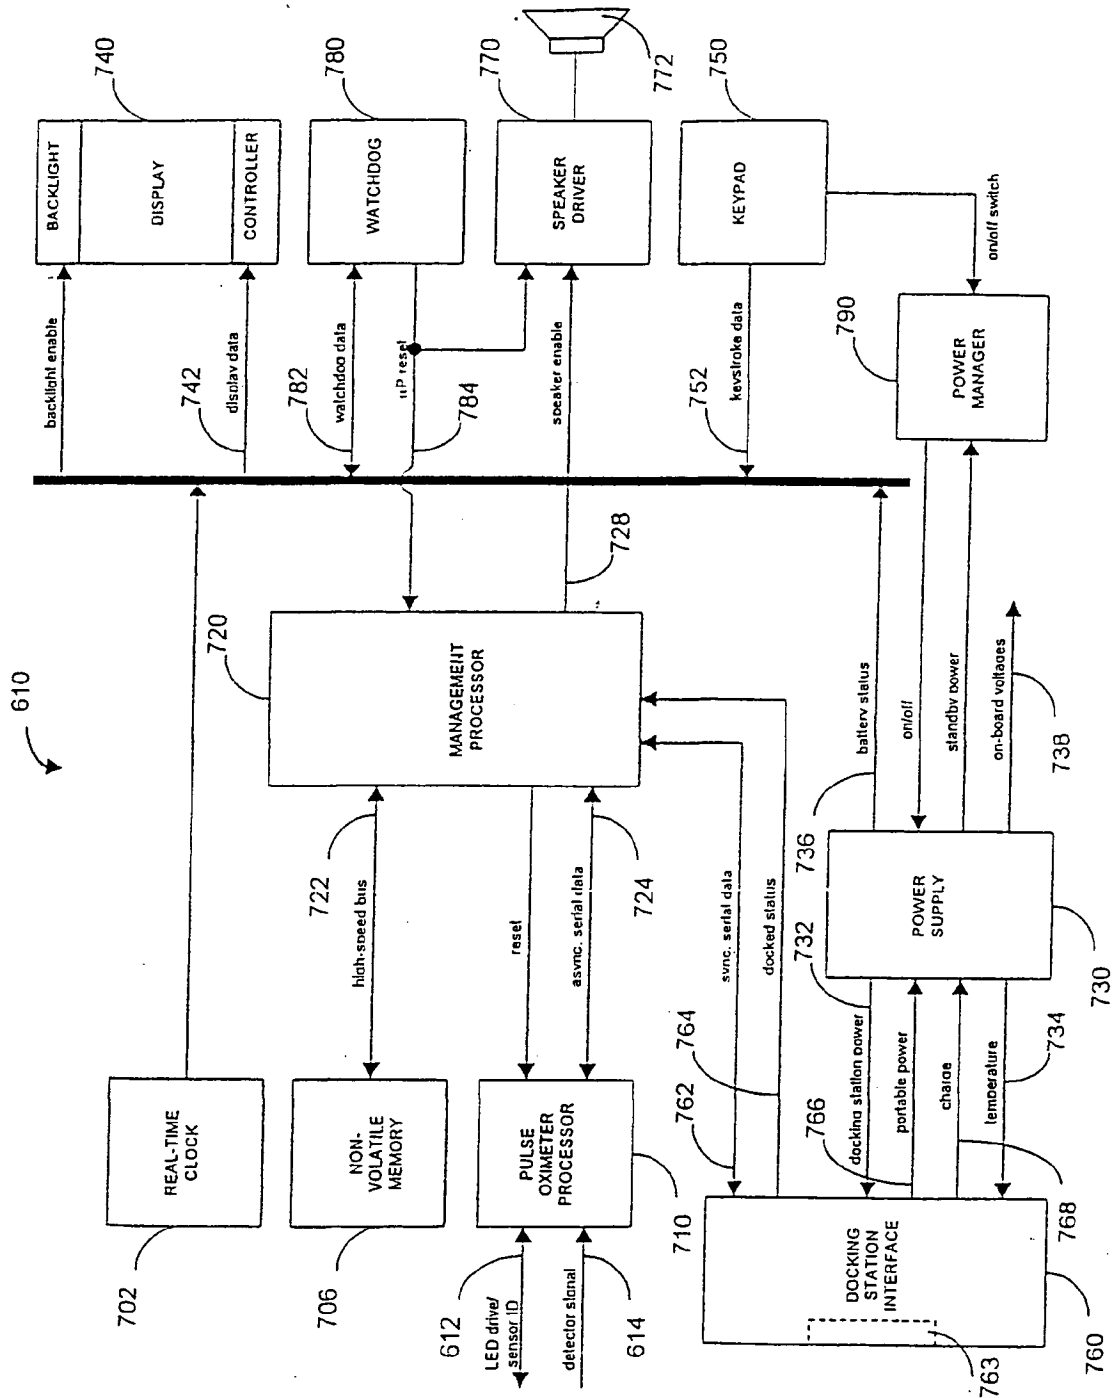 610
BACKLIGHT
DISPLAY
CONTROLLER
740
WATCHDOG
780
SPEAKER
DRIVER
770
772
KEYPAD
750
backlight enable
display data
742
watchdog data
782
uP reset
784
speaker enable
728
keystroke data
752
on/off switch
POWER
MANAGER
790
MANAGEMENT
PROCESSOR
720
battery status
736
on/off
standby power
on-board voltages
738
high-speed bus
722
reset
async. serial data
724
sync. serial data
762
docked status
764
POWER
SUPPLY
730
docking station power
732
portable power
766
charge
768
temperature
734
REAL-TIME
CLOCK
702
NON-
VOLATILE
MEMORY
706
PULSE
OXIMETER
PROCESSOR
710
LED drive/
sensor ID
612
detector signal
614
DOCKING
STATION
INTERFACE
763
760